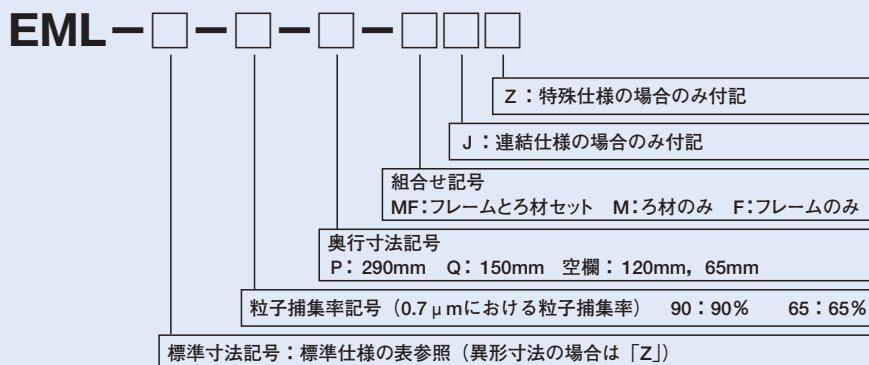 EML－□－□－□－□□□
Z：特殊仕様の場合のみ付記
J：連結仕様の場合のみ付記
組合せ記号
MF：フレームとろ材セット　M：ろ材のみ　F：フレームのみ
奥行寸法記号
P：290mm　Q：150mm　空欄：120mm，65mm
粒子捕集率記号（0.7μmにおける粒子捕集率）　90：90％　65：65％
標準寸法記号：標準仕様の表参照（異形寸法の場合は「Z」）